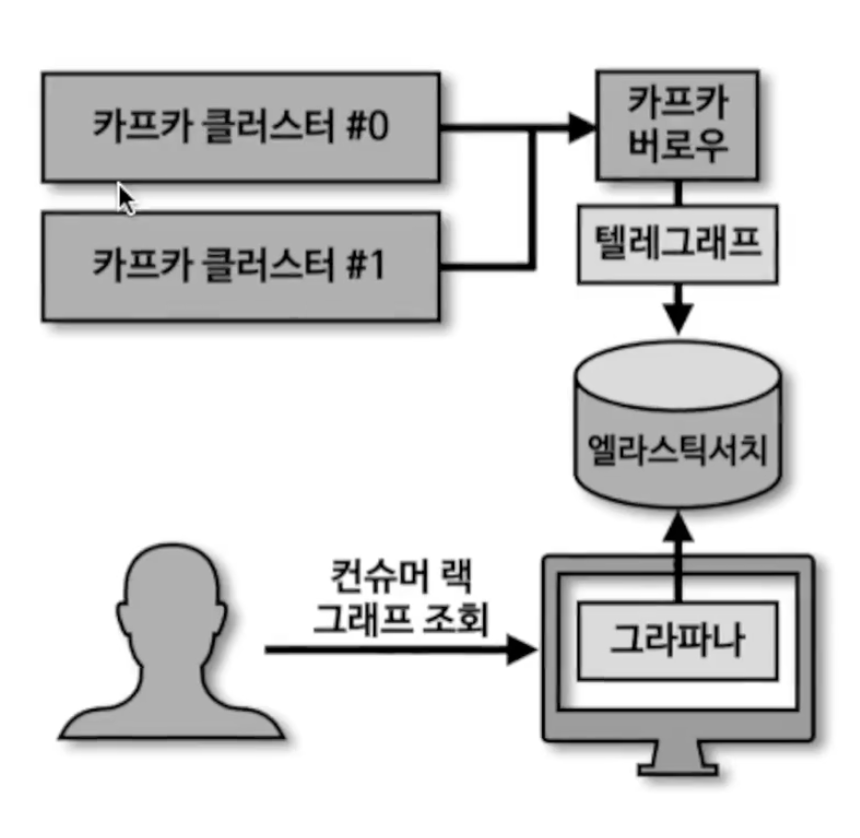 카프카 클러스터 #0
카프카
버로우
카프카 클러스터 #1
텔레그래프
엘라스틱서치
컨슈머 랙
그래프 조회
그라파나